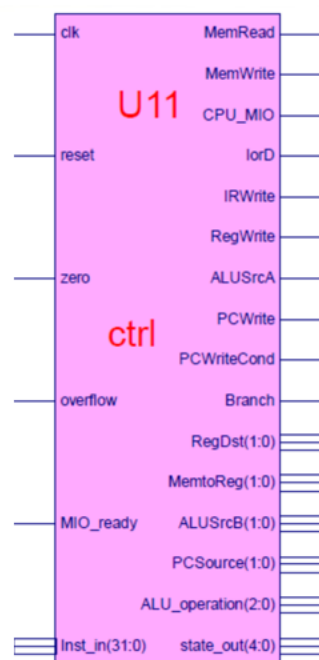 clk MemRead
MemWrite
U11 CPU_MIO
reset IorD
IRWrite
RegWrite
zero ALUSrcA
PCWrite
ctrl
PCWriteCond
overflow Branch
RegDst(1:0)
MemtoReg(1:0)
MIO_ready ALUSrcB(1:0)
PCSource(1:0)
ALU_operation(2:0)
Inst_in(31:0) state_out(4:0)